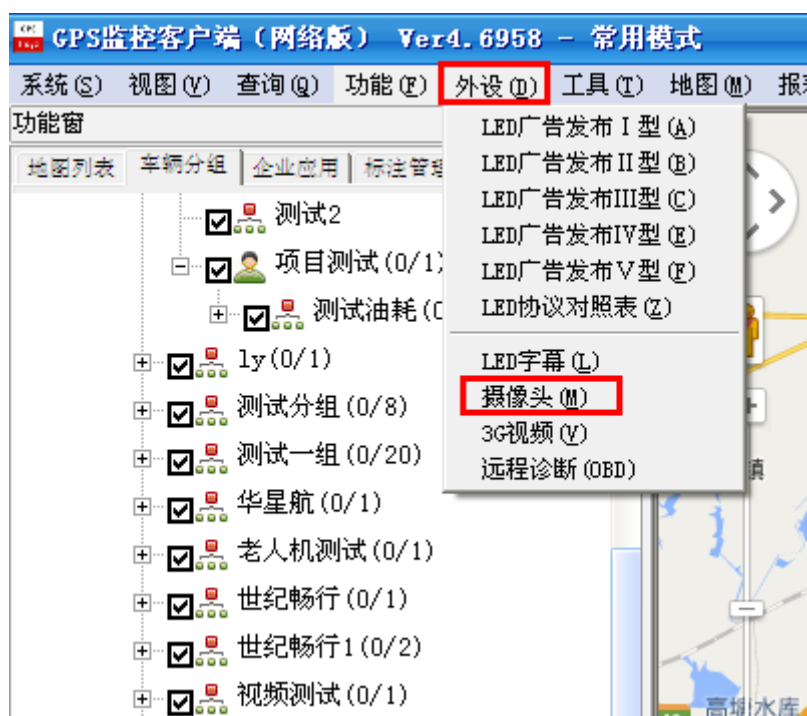 GPS监控客户端（网络版） Ver4.6958 - 常用模式
系统(S) 视图(V) 查询(Q) 功能(F) 外设(D) 工具(T) 地图(M)
功能窗
地图列表 车辆分组 企业应用 标注管理
LED广告发布Ⅰ型(A)
LED广告发布II型(B)
LED广告发布III型(C)
LED广告发布IV型(E)
LED广告发布Ⅴ型(F)
LED协议对照表(Z)
LED字幕(L)
摄像头(M)
3G视频(V)
远程诊断(OBD)
测试2
项目测试(0/1)
测试油耗(0
ly(0/1)
测试分组(0/8)
测试一组(0/20)
华星航(0/1)
老人机测试(0/1)
世纪畅行(0/1)
世纪畅行1(0/2)
视频测试(0/1)
镇
高塘水库